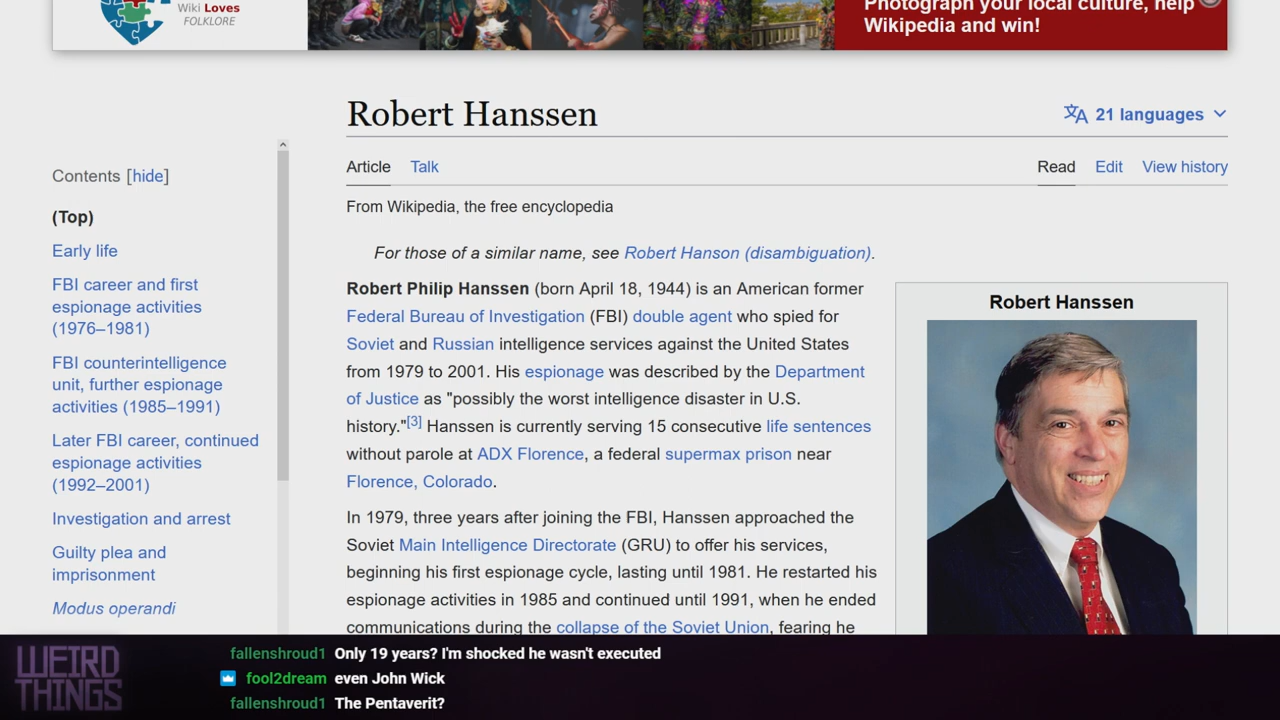 Wiki Loves
FOLKLORE
Photograph your local culture, help
Wikipedia and win!
Robert Hanssen
21 languages
Contents [hide]
(Top)
Early life
FBI career and first
espionage activities
(1976–1981)
FBI counterintelligence
unit, further espionage
activities (1985–1991)
Later FBI career, continued
espionage activities
(1992–2001)
Investigation and arrest
Guilty plea and
imprisonment
Modus operandi
Article Talk
Read Edit View history
From Wikipedia, the free encyclopedia
For those of a similar name, see Robert Hanson (disambiguation).
Robert Philip Hanssen (born April 18, 1944) is an American former
Federal Bureau of Investigation (FBI) double agent who spied for
Soviet and Russian intelligence services against the United States
from 1979 to 2001. His espionage was described by the Department
of Justice as "possibly the worst intelligence disaster in U.S.
history."[3] Hanssen is currently serving 15 consecutive life sentences
without parole at ADX Florence, a federal supermax prison near
Florence, Colorado.
In 1979, three years after joining the FBI, Hanssen approached the
Soviet Main Intelligence Directorate (GRU) to offer his services,
beginning his first espionage cycle, lasting until 1981. He restarted his
espionage activities in 1985 and continued until 1991, when he ended
communications during the collapse of the Soviet Union, fearing he
Robert Hanssen
WEIRD
THINGS
fallenshroud1 Only 19 years? I'm shocked he wasn't executed
fool2dream even John Wick
fallenshroud1 The Pentaverit?